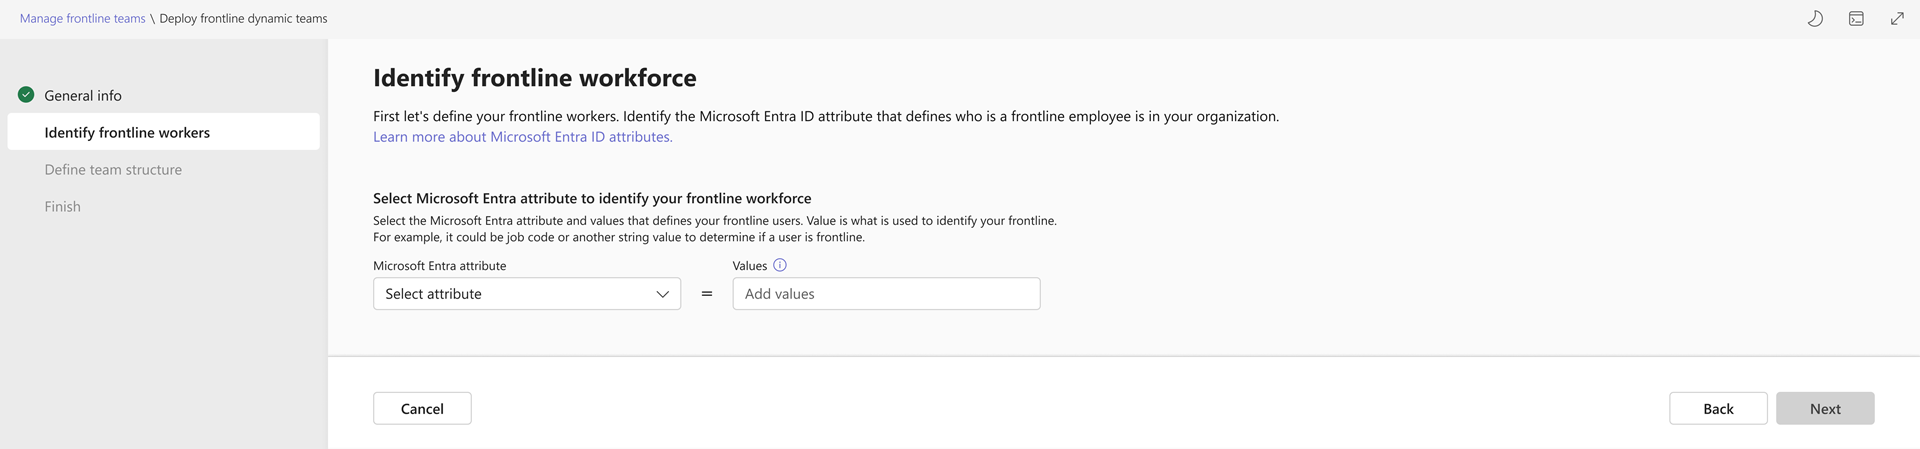 Manage frontline teams \ Deploy frontline dynamic teams
General info
Identify frontline workers
Define team structure
Finish
Identify frontline workforce
First let's define your frontline workers. Identify the Microsoft Entra ID attribute that defines who is a frontline employee is in your organization.
Learn more about Microsoft Entra ID attributes.
Select Microsoft Entra attribute to identify your frontline workforce
Select the Microsoft Entra attribute and values that defines your frontline users. Value is what is used to identify your frontline.
For example, it could be job code or another string value to determine if a user is frontline.
Microsoft Entra attribute Values
Select attribute = Add values
Cancel Back Next